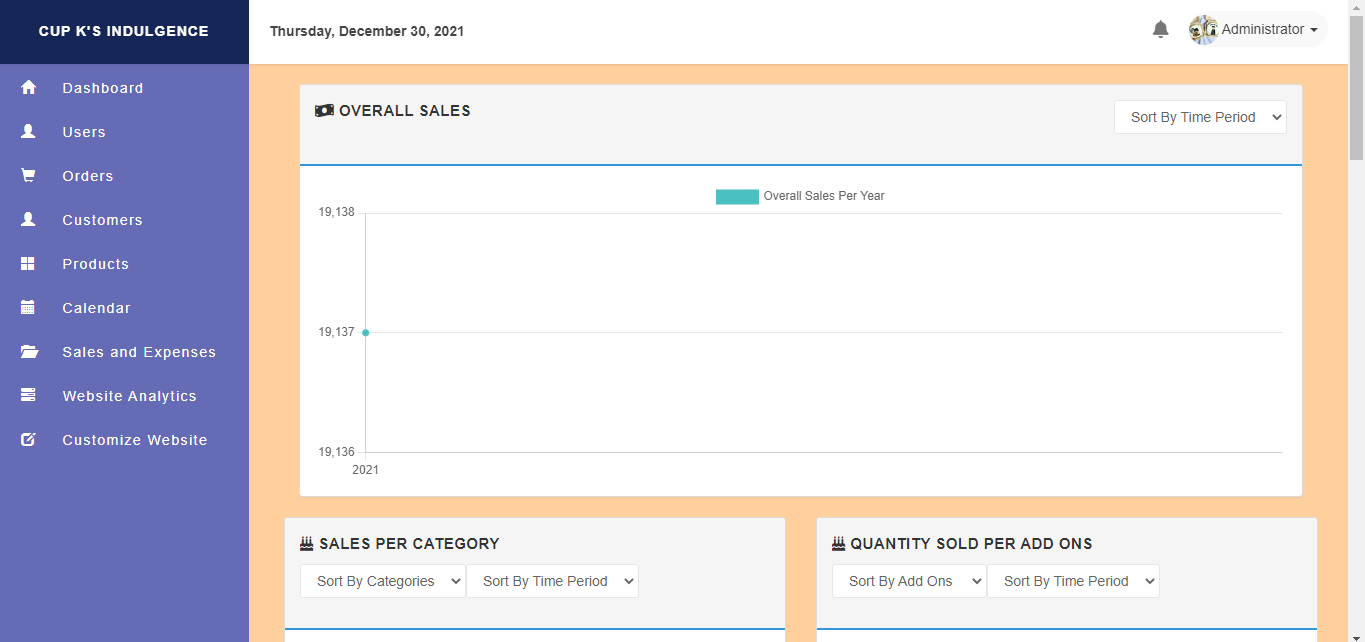 CUP K'S INDULGENCE
Thursday, December 30, 2021
Administrator
Dashboard
Users
Orders
Customers
Products
Calendar
Sales and Expenses
Website Analytics
Customize Website
OVERALL SALES
Sort By Time Period
Overall Sales Per Year
19,138
19,137
19,136
2021
SALES PER CATEGORY
Sort By Categories
Sort By Time Period
QUANTITY SOLD PER ADD ONS
Sort By Add Ons
Sort By Time Period